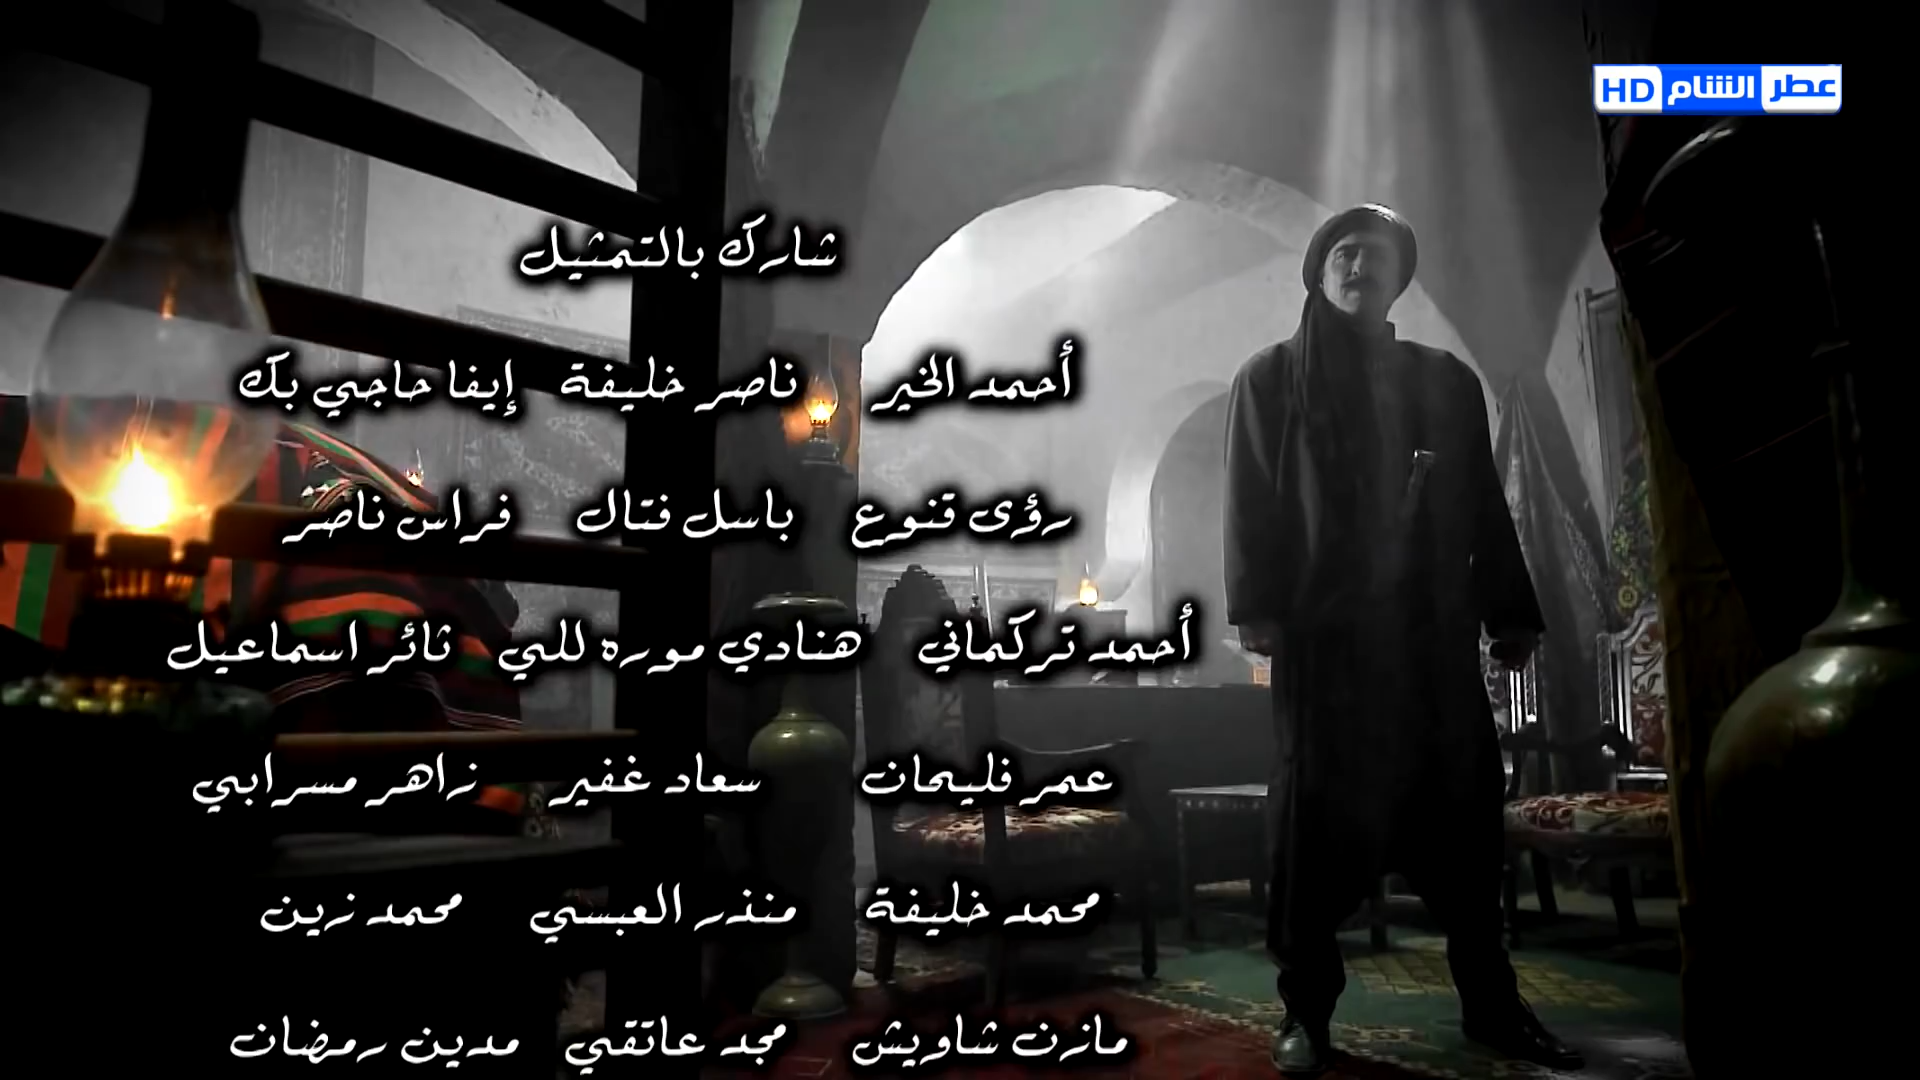 عطر الشام HD
شارك بالتمثيل
أحمد الخير ناصر خليفة إيفا حاجي بك
رؤى قنوع باسل فتال فراس ناصر
أحمد تركماني هنادي موره للي ثائر اسماعيل
عمر فليحان سعاد غفير زاهر مسرابي
محمد خليفة منذر العبسي محمد زين
مازن شاويش مجد عاتقي مدين رمضان